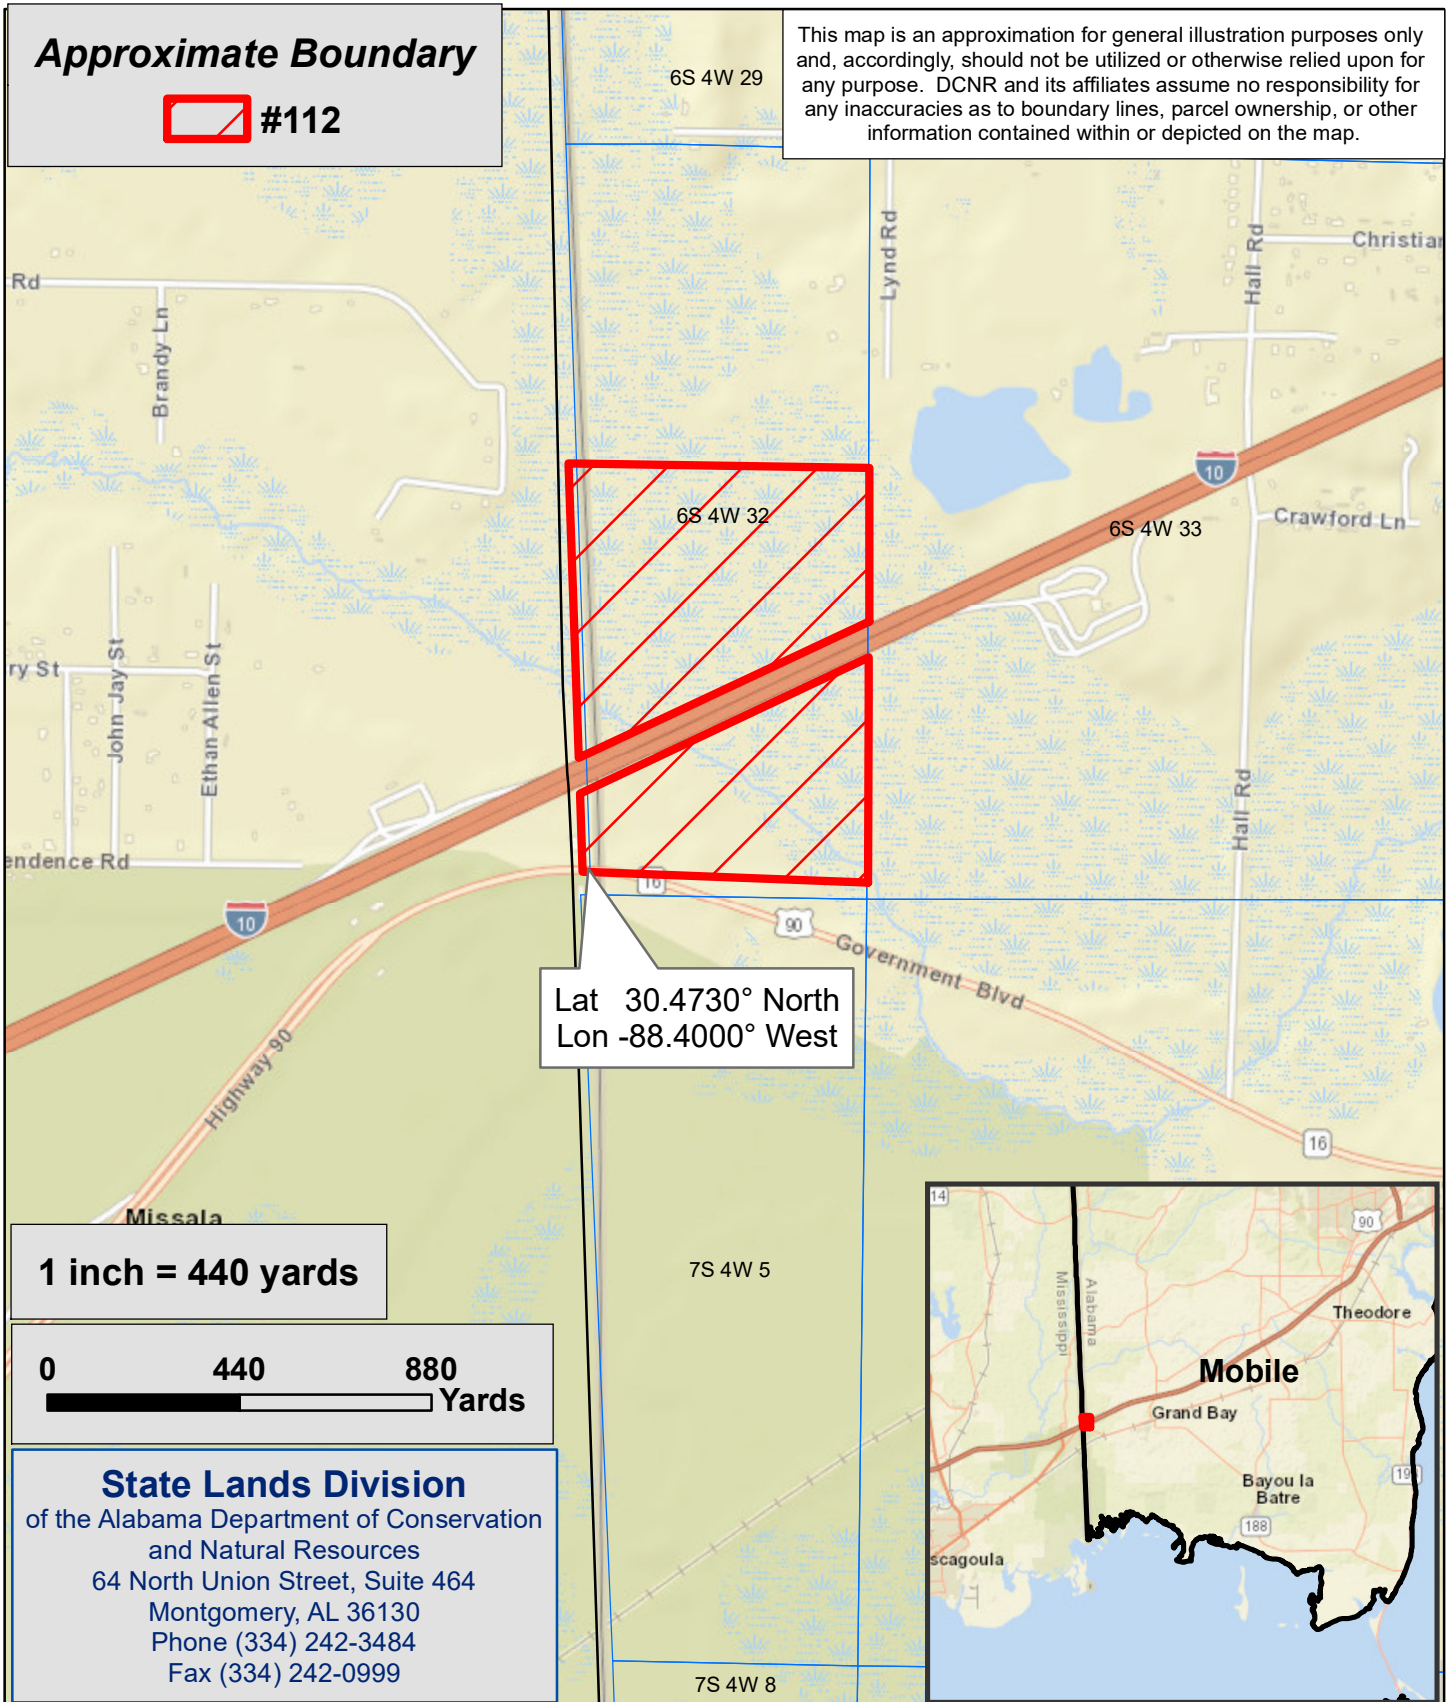 Approximate Boundary
#112
This map is an approximation for general illustration purposes only
and, accordingly, should not be utilized or otherwise relied upon for
any purpose. DCNR and its affiliates assume no responsibility for
any inaccuracies as to boundary lines, parcel ownership, or other
information contained within or depicted on the map.
6S 4W 29
Lynd Rd
Hall Rd
Christian
Rd
Brandy Ln
10
6S 4W 32
6S 4W 33
Crawford Ln
ry St
John Jay St
Ethan Allen St
Hall Rd
endence Rd
16
10
90
Government Blvd
Lat 30.4730° North
Lon -88.4000° West
Highway 90
16
Missala
1 inch = 440 yards
7S 4W 5
0 440 880
Yards
State Lands Division
of the Alabama Department of Conservation
and Natural Resources
64 North Union Street, Suite 464
Montgomery, AL 36130
Phone (334) 242-3484
Fax (334) 242-0999
7S 4W 8
14
90
Mississippi
Alabama
Theodore
Mobile
Grand Bay
Bayou la
Batre
19
188
scagoula